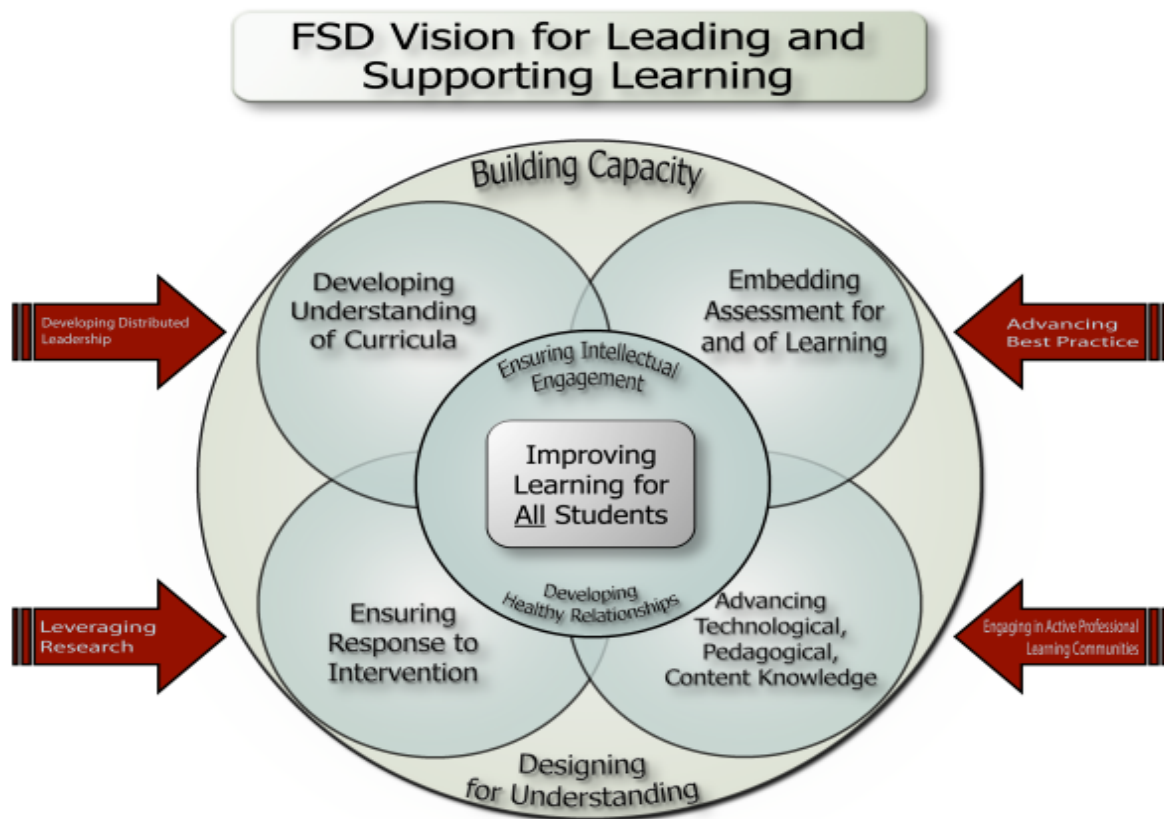 FSD Vision for Leading and
Supporting Learning
Building Capacity
Developing
Understanding
of Curricula
Embedding
Assessment for
and of Learning
Developing Distributed
Leadership
Advancing
Best Practice
Ensuring Intellectual
Engagement
Improving
Learning for
All Students
Developing
Healthy Relationships
Ensuring
Response to
Intervention
Advancing
Technological,
Pedagogical,
Content Knowledge
Leveraging
Research
Engaging in Active Professional
Learning Communities
Designing
for Understanding